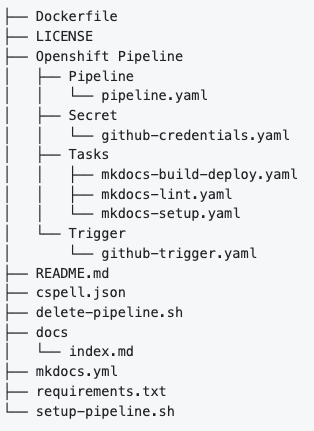 ├── Dockerfile
├── LICENSE
├── Openshift Pipeline
│   ├── Pipeline
│   │   └── pipeline.yaml
│   ├── Secret
│   │   └── github-credentials.yaml
│   ├── Tasks
│   │   ├── mkdocs-build-deploy.yaml
│   │   ├── mkdocs-lint.yaml
│   │   └── mkdocs-setup.yaml
│   └── Trigger
│       └── github-trigger.yaml
├── README.md
├── cspell.json
├── delete-pipeline.sh
├── docs
│   └── index.md
├── mkdocs.yml
├── requirements.txt
└── setup-pipeline.sh